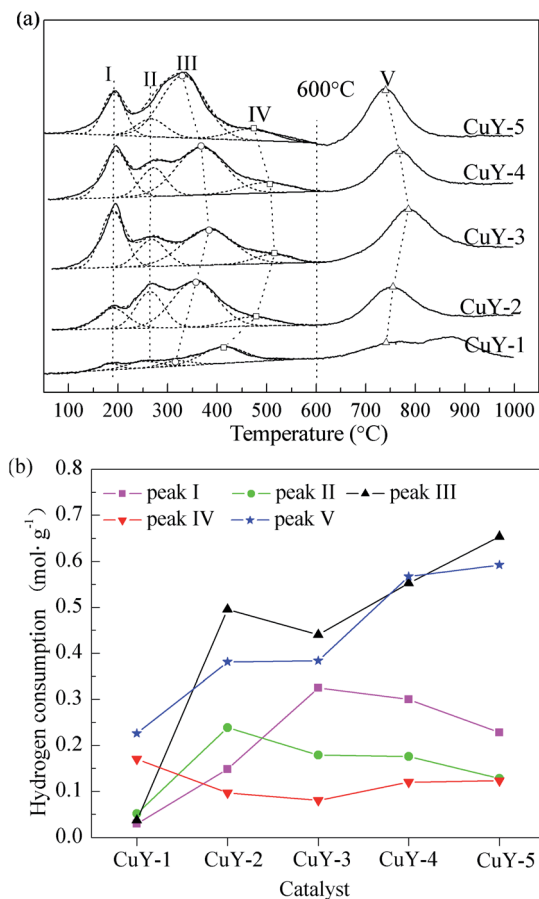 (a)
I
II
III
IV
600°C
V
CuY-5
CuY-4
CuY-3
CuY-2
CuY-1
100 200 300 400 500 600 700 800 900 1000
Temperature (°C)
(b)
0.8
0.7
0.6
0.5
0.4
0.3
0.2
0.1
0.0
Hydrogen consumption (mol· g⁻¹)
peak I peak II peak III
peak IV peak V
CuY-1 CuY-2 CuY-3 CuY-4 CuY-5
Catalyst